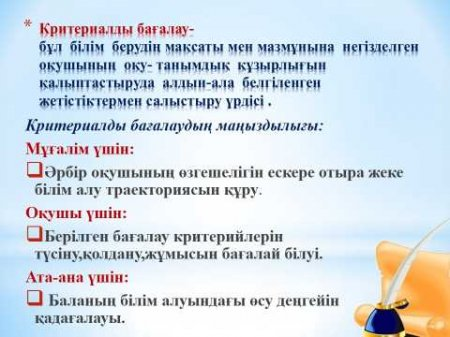 * Критериалды бағалау-
бұл білім берудін мақсаты мен мазмұнына негізделген
оқушының оқу- танымдық құзырлығын
қалыптастыруда алдын-ала белгіленген
жетістіктермен салыстыру үрдісі .
Критериалды бағалаудың маңыздылығы:
Мұғалім үшін:
❑Әрбір оқушының өзгешелігін ескере отыра жеке
білім алу траекториясын құру.
Оқушы үшін:
❑Берілген бағалау критерийлерін
түсіну,қолдану,жұмысын бағалай білуі.
Ата-ана үшін:
❑ Баланың білім алуындағы өсу деңгейін
қадағалауы.